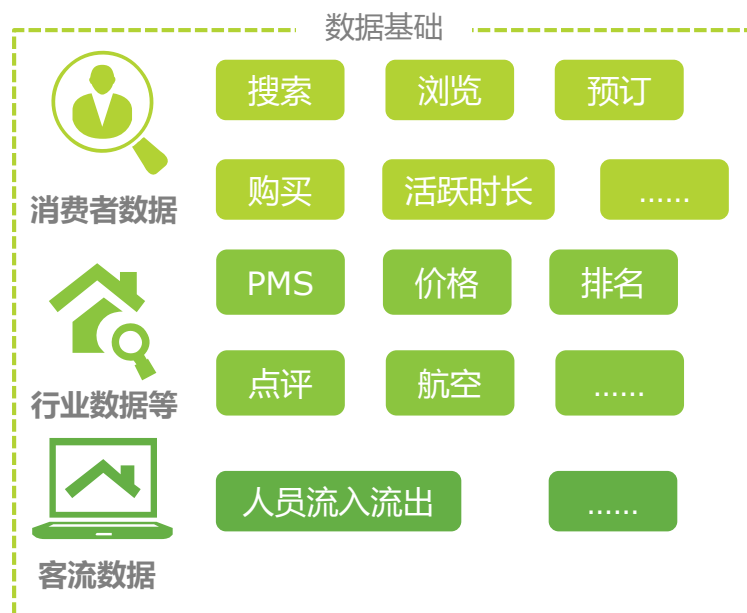 数据基础
搜索 浏览 预订
购买 活跃时长 ......
消费者数据
PMS 价格 排名
点评 航空 ......
行业数据等
人员流入流出 ......
客流数据